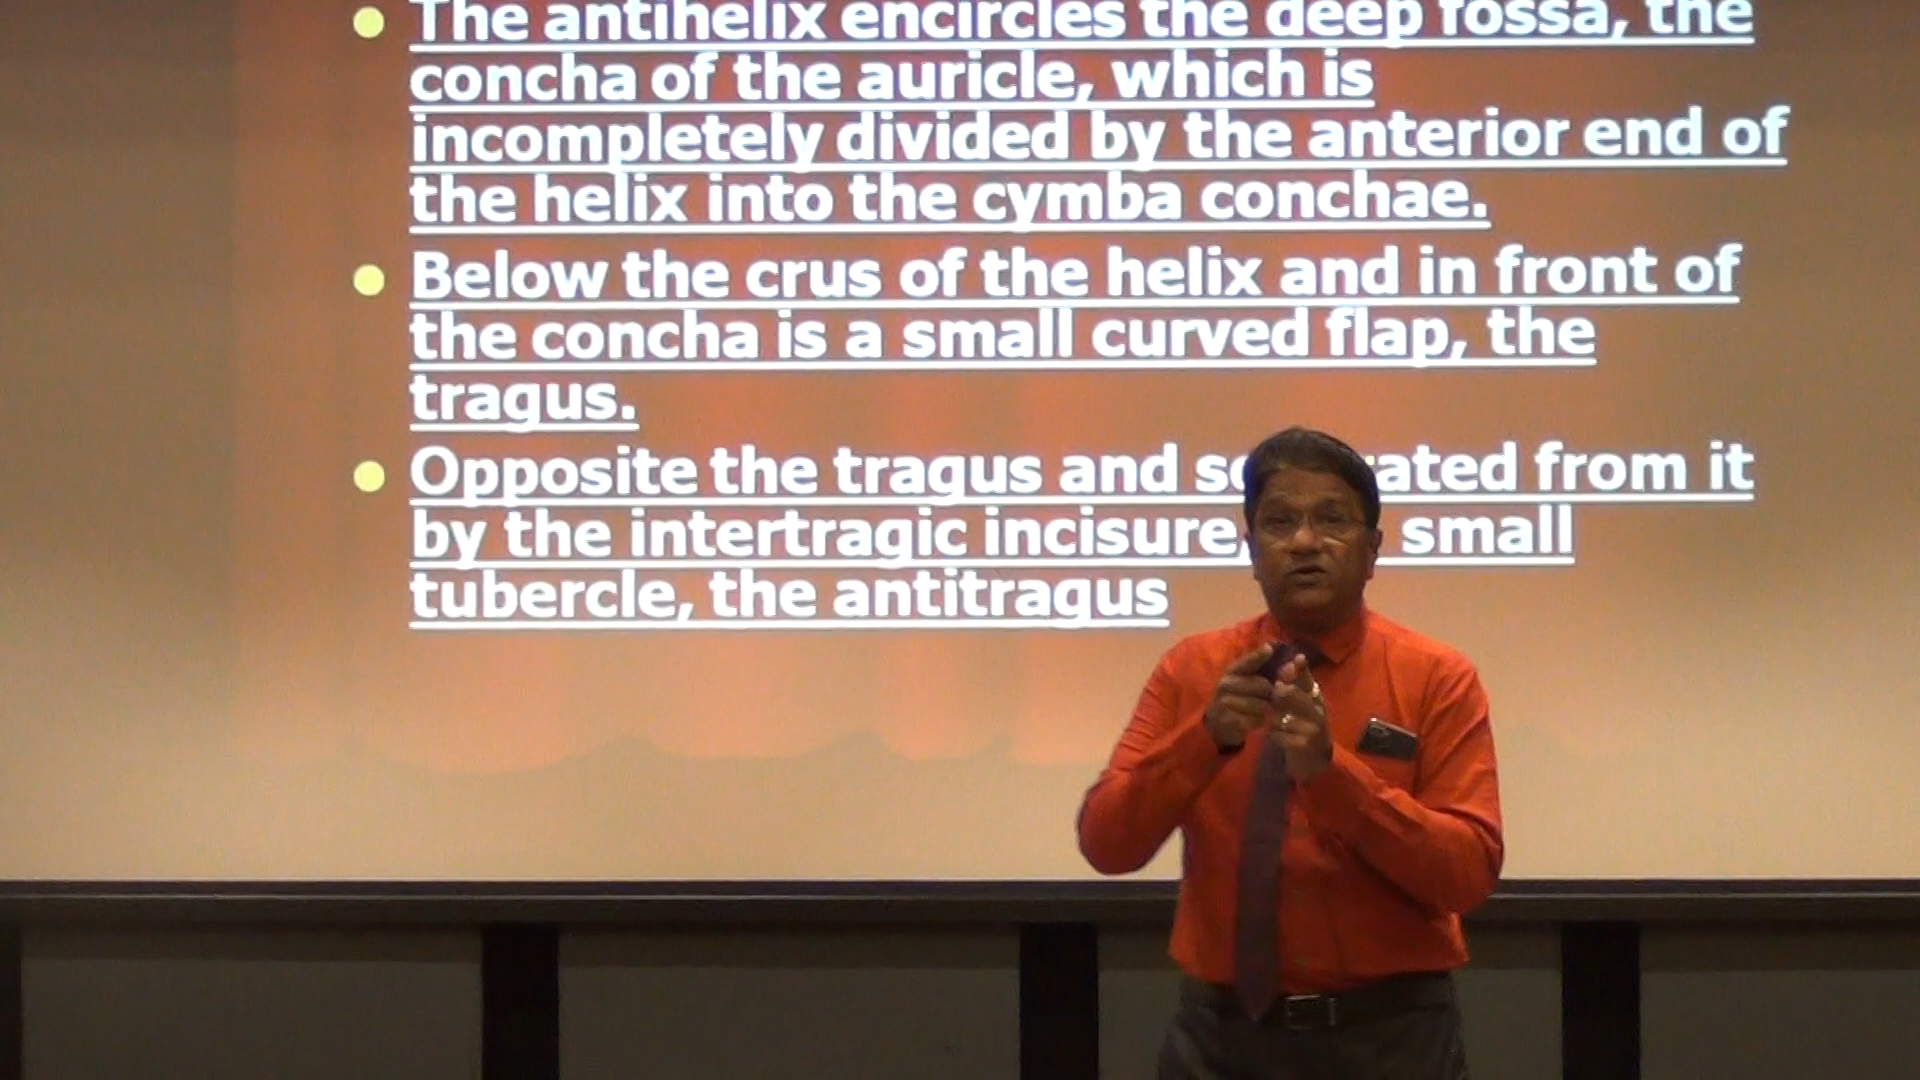 The antihelix encircles the deep fossa, the
concha of the auricle, which is
incompletely divided by the anterior end of
the helix into the cymba conchae.
Below the crus of the helix and in front of
the concha is a small curved flap, the
tragus.
Opposite the tragus and from it
by the intertragic incisure, small
tubercle, the antitragus